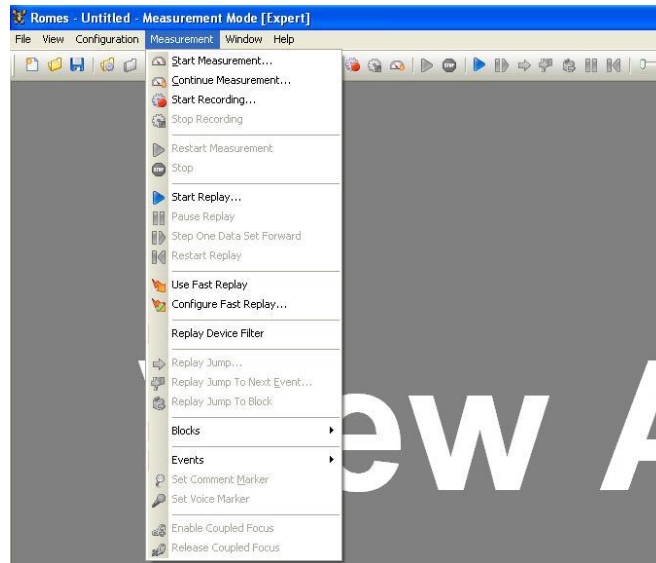 Romes - Untitled - Measurement Mode [Expert]
File View Configuration Measurement Window Help
Start Measurement...
Continue Measurement...
Start Recording...
Stop Recording
Restart Measurement
STOP Stop
Start Replay...
Pause Replay
Step One Data Set Forward
Restart Replay
Use Fast Replay
Configure Fast Replay...
Replay Device Filter
Replay Jump...
Replay Jump To Next Event...
Replay Jump To Block
Blocks
Events
Set Comment Marker
Set Voice Marker
Enable Coupled Focus
Release Coupled Focus